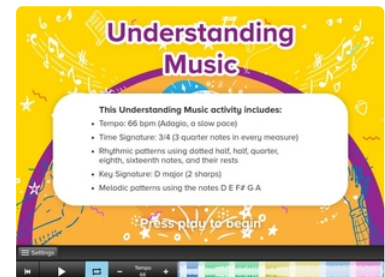 Understanding
Music
This Understanding Music activity includes:
• Tempo: 66 bpm (Adagio, a slow pace)
• Time Signature: 3/4 (3 quarter notes in every measure)
• Rhythmic patterns using dotted half, half, quarter,
eighth, sixteenth notes, and their rests
• Key Signature: D major (2 sharps)
• Melodic patterns using the notes D E F# G A
Press play to begin
Settings
Tempo
66